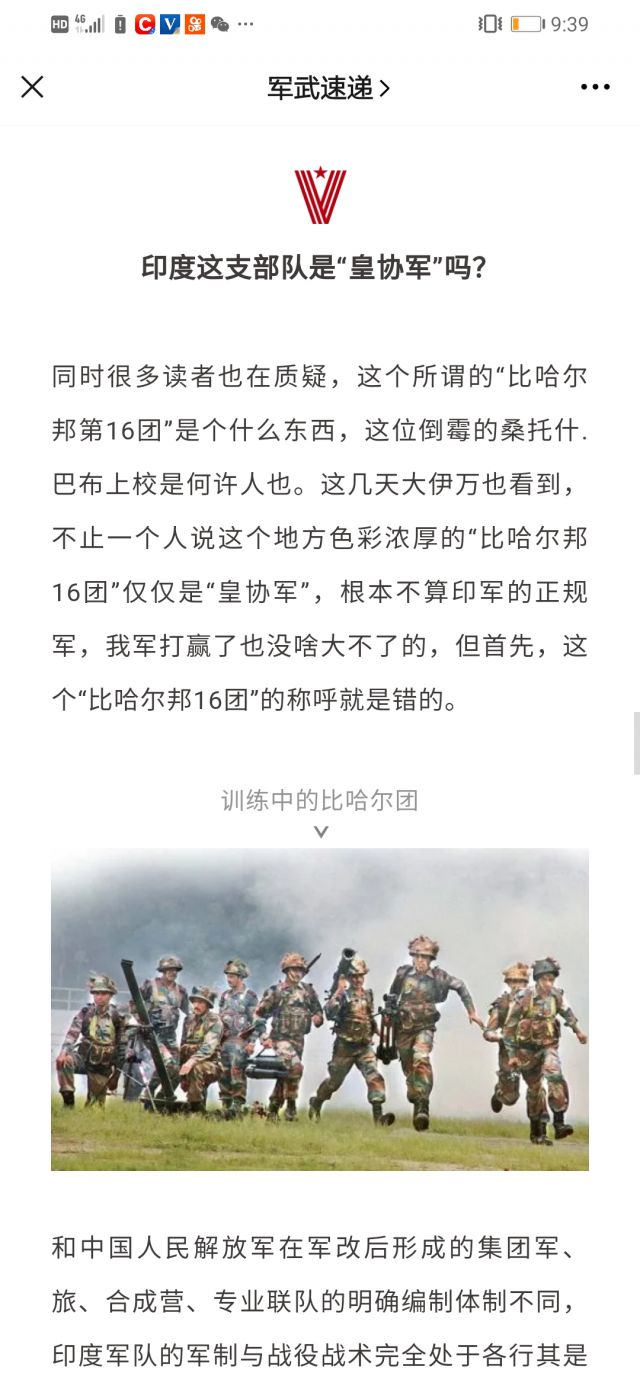 HD 4G 9:39
军武速递
印度这支部队是“皇协军”吗？
同时很多读者也在质疑，这个所谓的“比哈尔
邦第16团”是个什么东西，这位倒霉的桑托什.
巴布上校是何许人也。这几天大伊万也看到，
不止一个人说这个地方色彩浓厚的“比哈尔邦
16团”仅仅是“皇协军”，根本不算印军的正规
军，我军打赢了也没啥大不了的，但首先，这
个“比哈尔邦16团”的称呼就是错的。
训练中的比哈尔团
和中国人民解放军在军改后形成的集团军、
旅、合成营、专业联队的明确编制体制不同，
印度军队的军制与战役战术完全处于各行其是